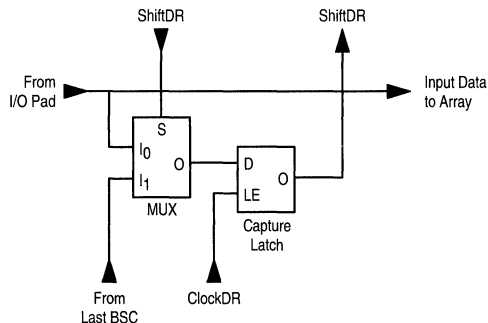 ShiftDR
ShiftDR
From
I/O Pad
Input Data
to Array
S
I0
O
I1
MUX
D
O
LE
Capture
Latch
From
Last BSC
ClockDR